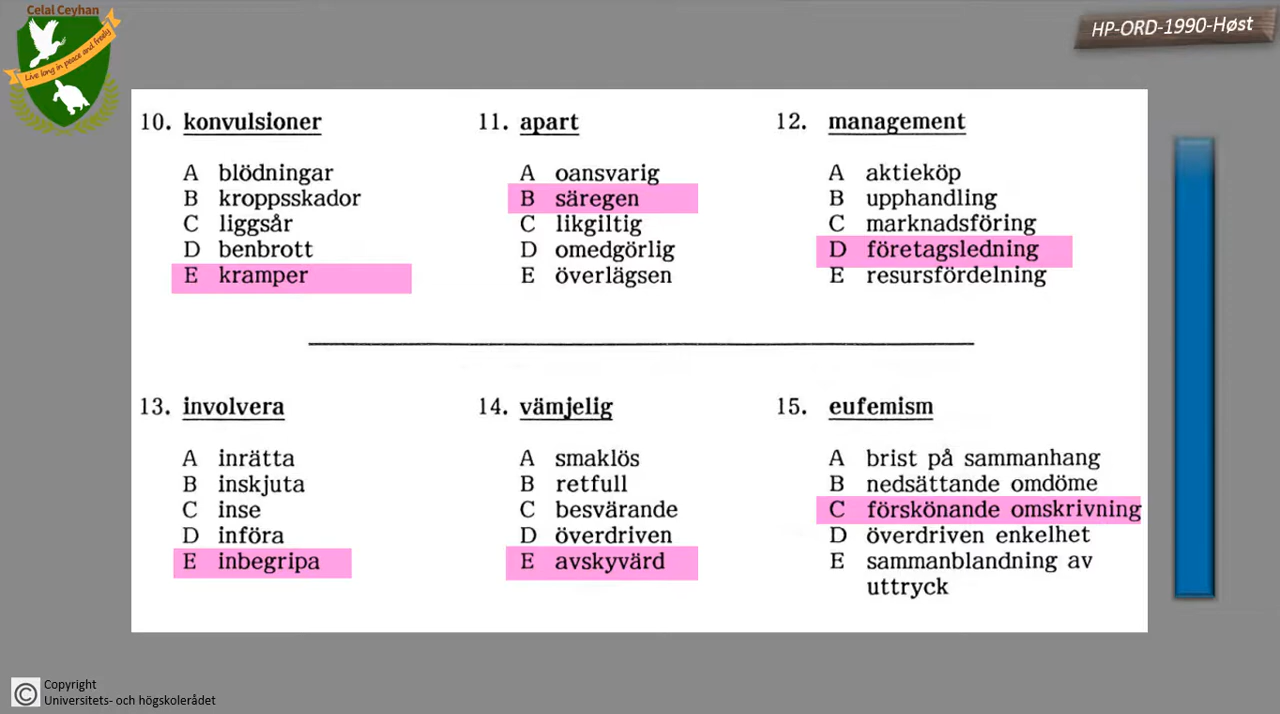 Celal Ceyhan
Live long in peace and freely
HP-ORD-1990-Høst
10. konvulsioner
A blödningar
B kroppsskador
C liggsår
D benbrott
E kramper
11. apart
A oansvarig
B säregen
C likgiltig
D omedgörlig
E överlägsen
12. management
A aktieköp
B upphandling
C marknadsföring
D företagsledning
E resursfördelning
13. involvera
A inrätta
B inskjuta
C inse
D införa
E inbegripa
14. vämjelig
A smaklös
B retfull
C besvärande
D överdriven
E avskyvärd
15. eufemism
A brist på sammanhang
B nedsättande omdöme
C förskönande omskrivning
D överdriven enkelhet
E sammanblandning av
uttryck
© Copyright
Universitets- och högskolerådet